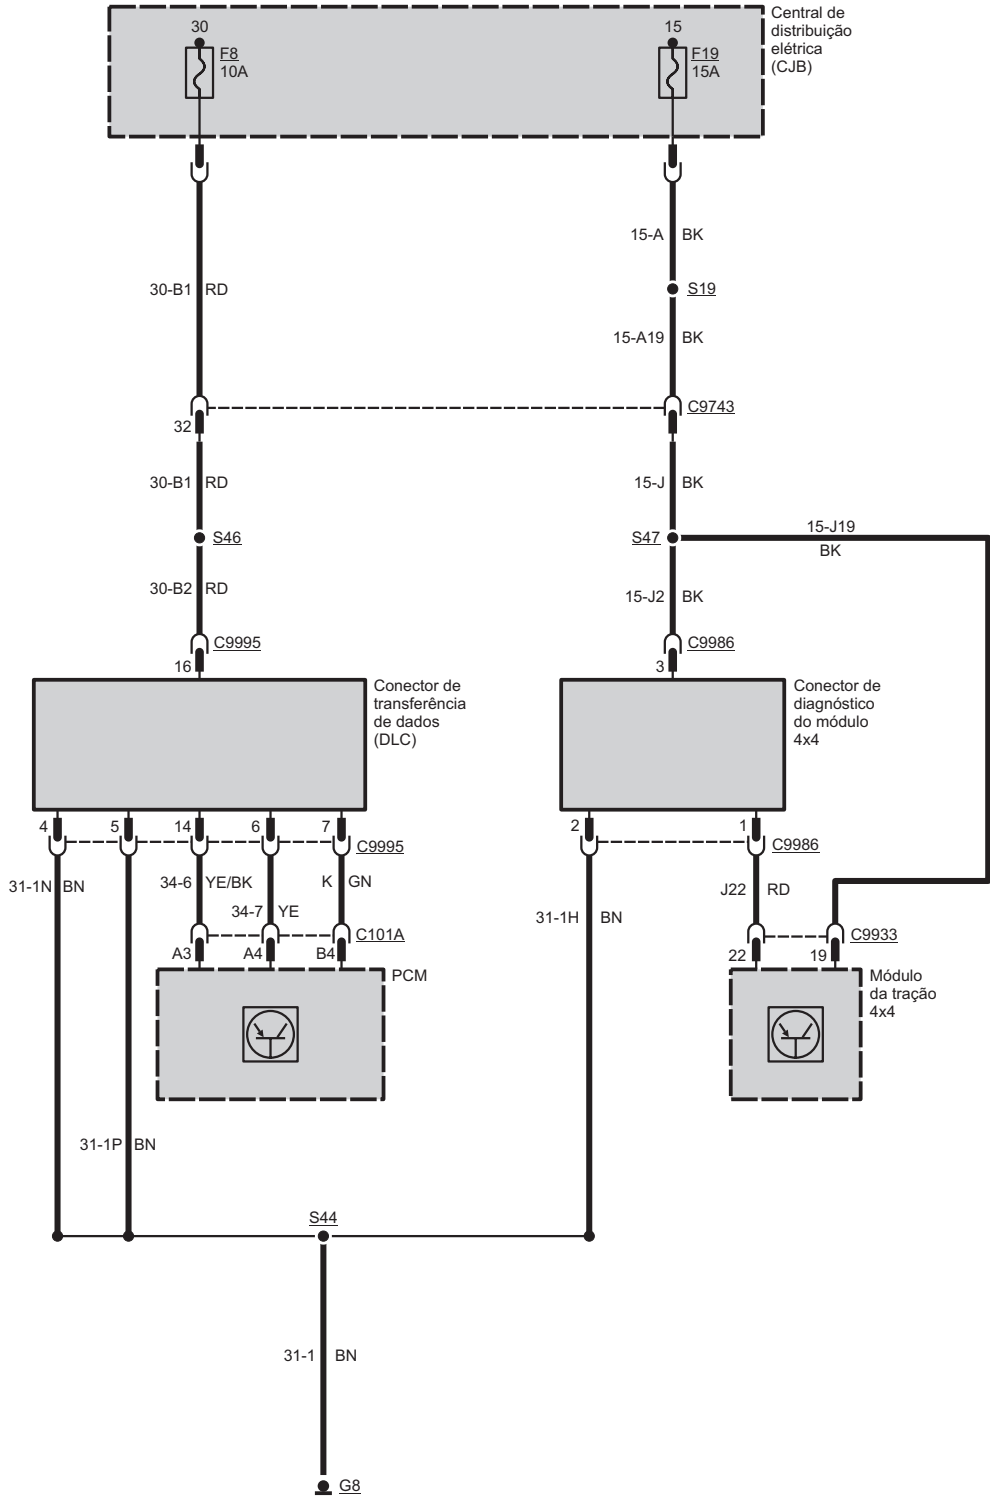 Central de
distribuição
elétrica
(CJB)
30
F8
10A
15
F19
15A
15-A BK
30-B1 RD
S19
15-A19 BK
C9743
32
30-B1 RD
15-J BK
15-J19
BK
S46
S47
30-B2 RD
15-J2 BK
C9995
16
C9986
3
Conector de
transferência
de dados
(DLC)
Conector de
diagnóstico
do módulo
4x4
4 5 14 6 7
C9995
2 1
C9986
31-1N BN
34-6 YE/BK
K GN
J22 RD
34-7 YE
31-1H BN
C101A
C9933
A3 A4 B4
22 19
PCM
Módulo
da tração
4x4
31-1P BN
S44
31-1 BN
G8